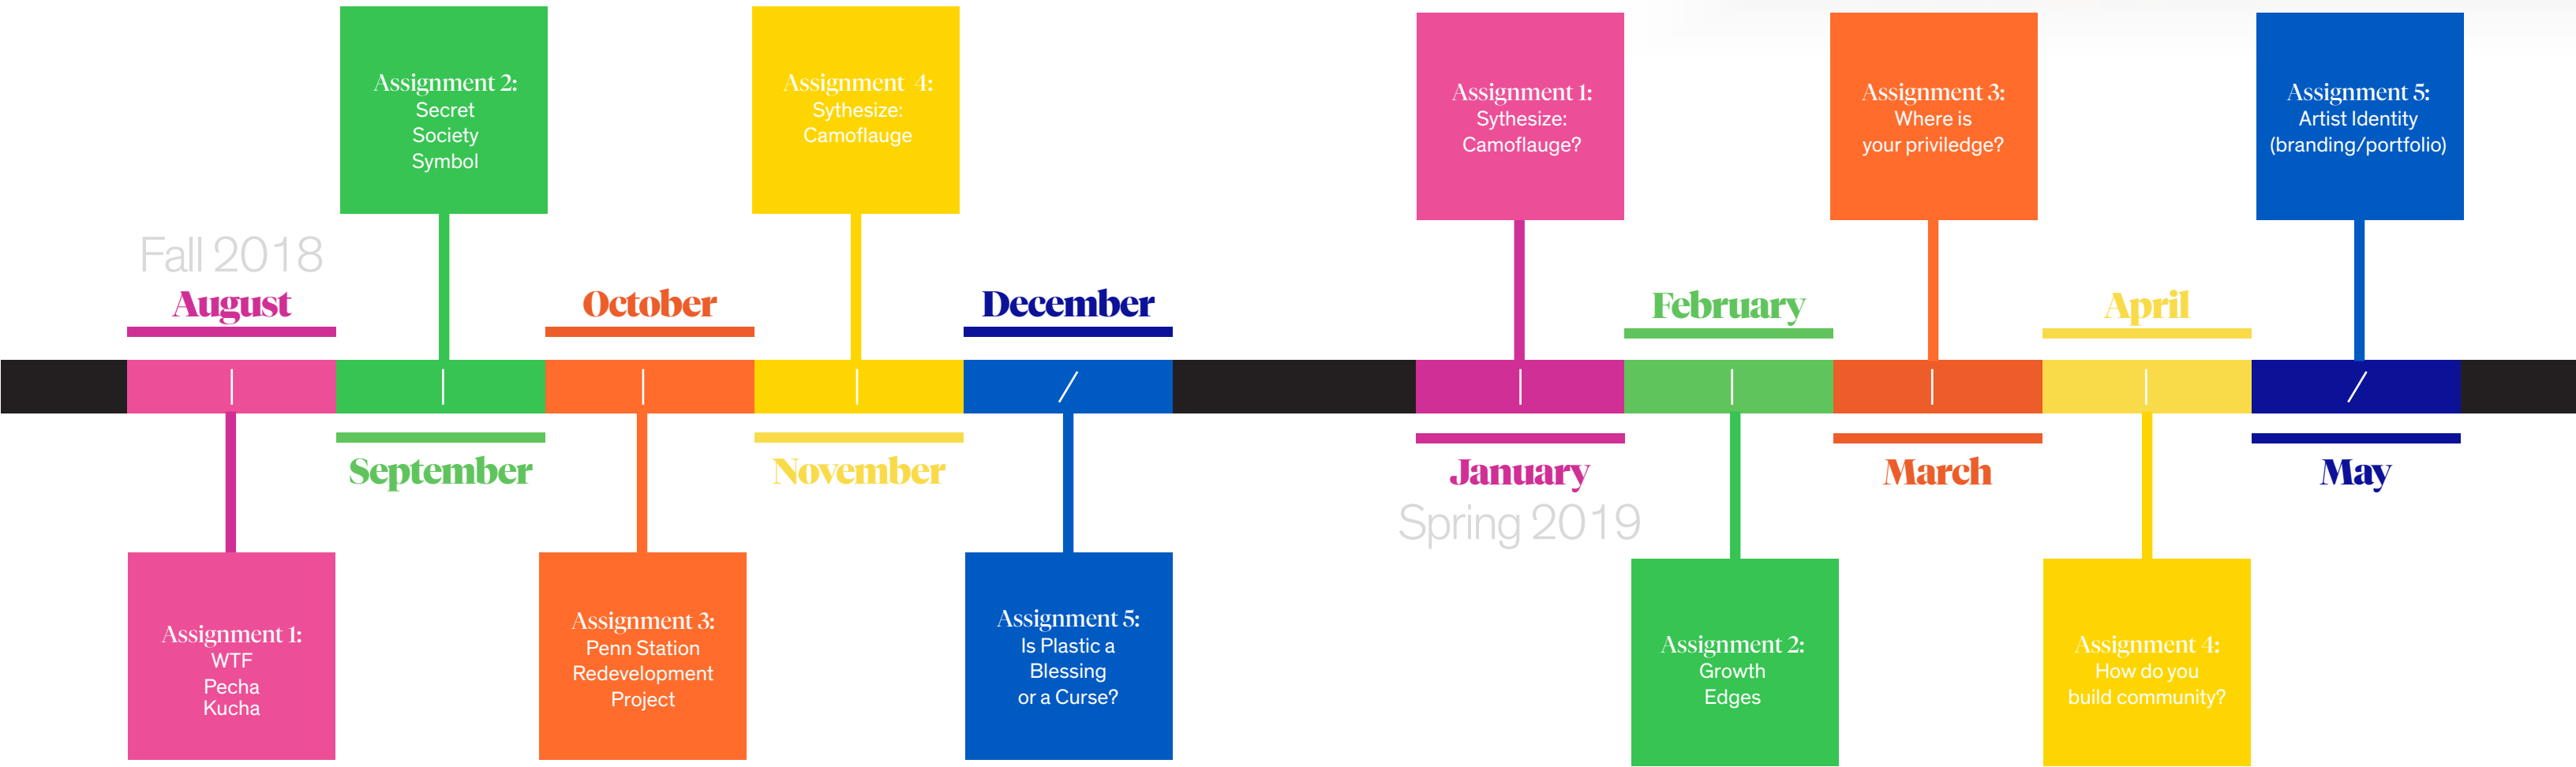 Assignment 2:
Secret
Society
Symbol
Assignment  4:
Sythesize:
Camoflauge
Assignment 1:
Sythesize:
Camoflauge?
Assignment 3:
Where is
your priviledge?
Assignment 5:
Artist Identity
(branding/portfolio)
Fall 2018
August
October
December
February
April
September
November
January
March
May
Spring 2019
Assignment 1:
WTF
Pecha
Kucha
Assignment 3:
Penn Station
Redevelopment
Project
Assignment 5:
Is Plastic a
Blessing
or a Curse?
Assignment 2:
Growth
Edges
Assignment 4:
How do you
build community?